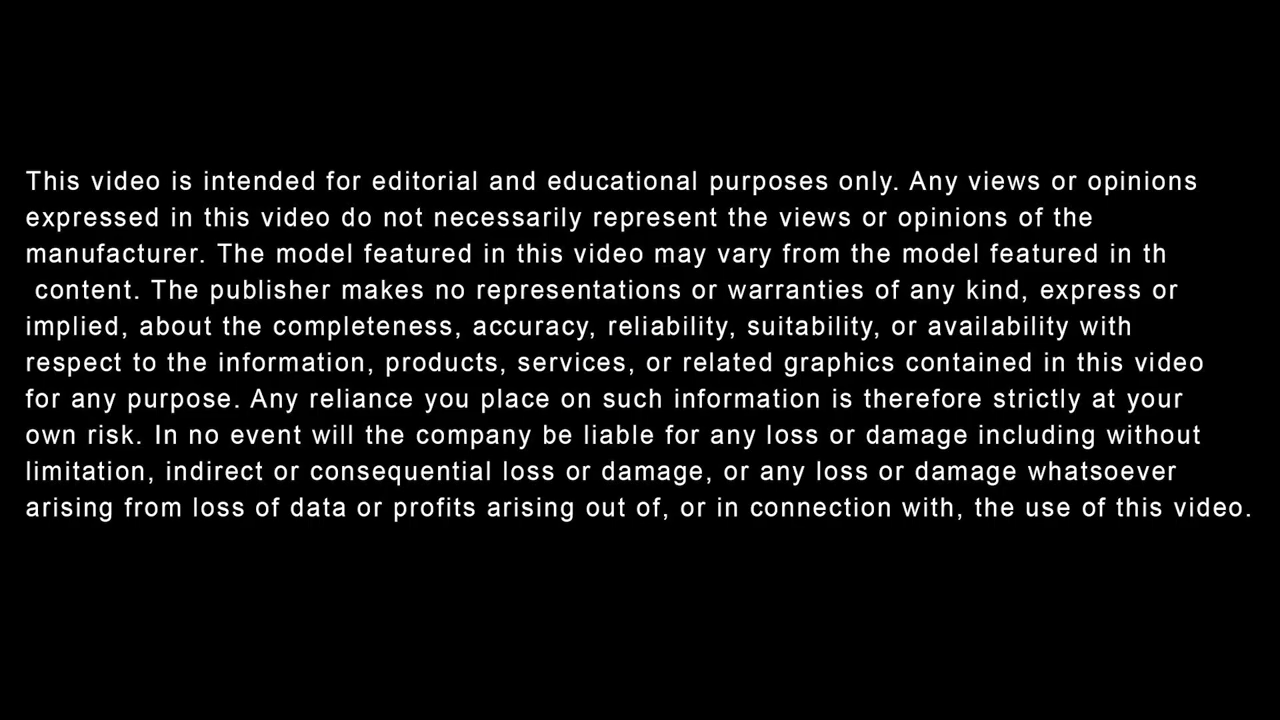 This video is intended for editorial and educational purposes only. Any views or opinions
expressed in this video do not necessarily represent the views or opinions of the
manufacturer. The model featured in this video may vary from the model featured in th
content. The publisher makes no representations or warranties of any kind, express or
implied, about the completeness, accuracy, reliability, suitability, or availability with
respect to the information, products, services, or related graphics contained in this video
for any purpose. Any reliance you place on such information is therefore strictly at your
own risk. In no event will the company be liable for any loss or damage including without
limitation, indirect or consequential loss or damage, or any loss or damage whatsoever
arising from loss of data or profits arising out of, or in connection with, the use of this video.